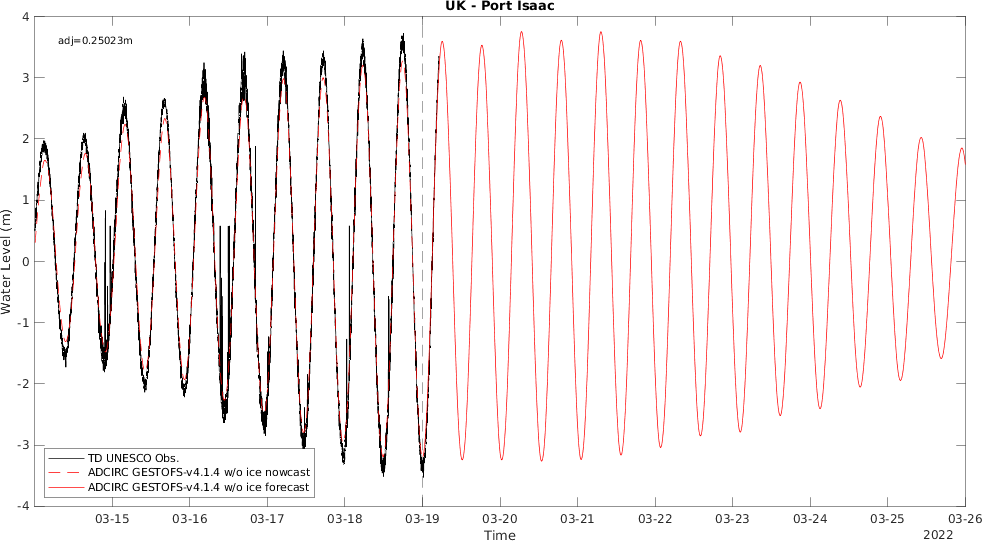 UK - Port Isaac
adj=0.25023m
4
3
2
1
0
-1
-2
-3
-4
Water Level (m)
TD UNESCO Obs.
ADCIRC GESTOFS-v4.1.4 w/o ice nowcast
ADCIRC GESTOFS-v4.1.4 w/o ice forecast
03-15 03-16 03-17 03-18 03-19 03-20 03-21 03-22 03-23 03-24 03-25 03-26
Time
2022